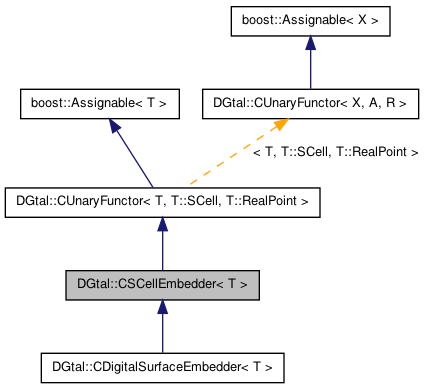 boost::Assignable< X >
boost::Assignable< T >
DGtal::CUnaryFunctor< X, A, R >
< T, T::SCell, T::RealPoint >
DGtal::CUnaryFunctor< T, T::SCell, T::RealPoint >
DGtal::CSCellEmbedder< T >
DGtal::CDigitalSurfaceEmbedder< T >